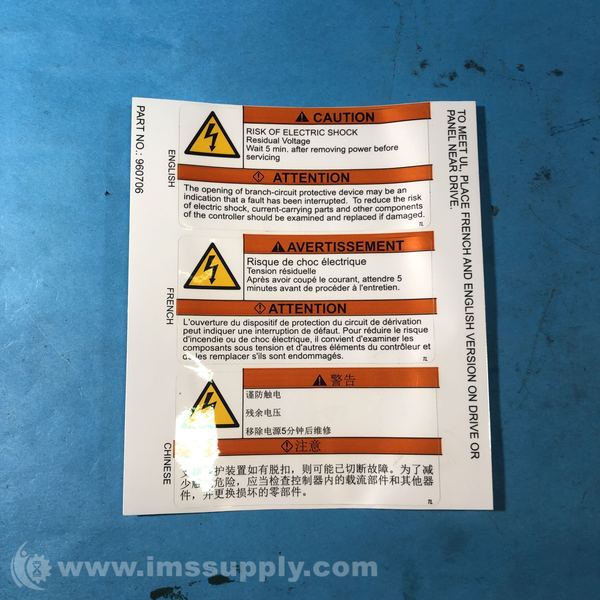 PART NO.: 960706
ENGLISH
CAUTION
RISK OF ELECTRIC SHOCK
Residual Voltage
Wait 5 min. after removing power before
servicing
ATTENTION
The opening of branch-circuit protective device may be an
indication that a fault has been interrupted. To reduce the risk
of electric shock, current-carrying parts and other components
of the controller should be examined and replaced if damaged.
7L
FRENCH
AVERTISSEMENT
Risque de choc électrique
Tension résiduelle
Après avoir coupé le courant, attendre 5
minutes avant de procéder à l'entretien.
ATTENTION
L'ouverture du dispositif de protection du circuit de dérivation
peut indiquer une interruption de défaut. Pour réduire le risque
d'incendie ou de choc électrique, il convient d'examiner les
composants sous tension et d'autres éléments du contrôleur et
de les remplacer s'ils sont endommagés.
7L
CHINESE
警告
谨防触电
残余电压
移除电源5分钟后维修
注意
护装置如有脱扣，则可能已切断故障。为了减
少 危险，应当检查控制器内的载流部件和其他器
件，并更换损坏的零部件。
7L
TO MEET UL, PLACE FRENCH AND ENGLISH VERSION ON DRIVE OR
PANEL NEAR DRIVE.
www.imssupply.com